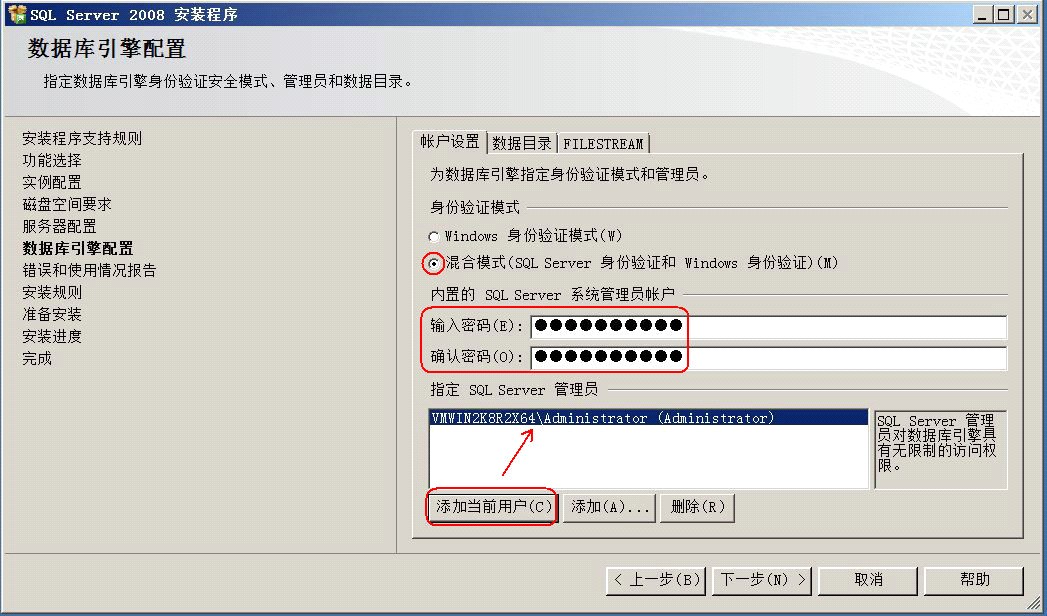 SQL Server 2008 安装程序
数据库引擎配置
指定数据库引擎身份验证安全模式、管理员和数据目录。
安装程序支持规则
功能选择
实例配置
磁盘空间要求
服务器配置
数据库引擎配置
错误和使用情况报告
安装规则
准备安装
安装进度
完成
帐户设置 数据目录 FILESTREAM
为数据库引擎指定身份验证模式和管理员。
身份验证模式
Windows 身份验证模式(W)
混合模式(SQL Server 身份验证和 Windows 身份验证)(M)
内置的 SQL Server 系统管理员帐户
输入密码(E): ●●●●●●●●●●
确认密码(O): ●●●●●●●●●●
指定 SQL Server 管理员
VMWIN2K8R2X64\Administrator (Administrator)
SQL Server 管理
员对数据库引擎具
有无限制的访问权
限。
添加当前用户(C) 添加(A)... 删除(R)
< 上一步(B) 下一步(N) > 取消 帮助